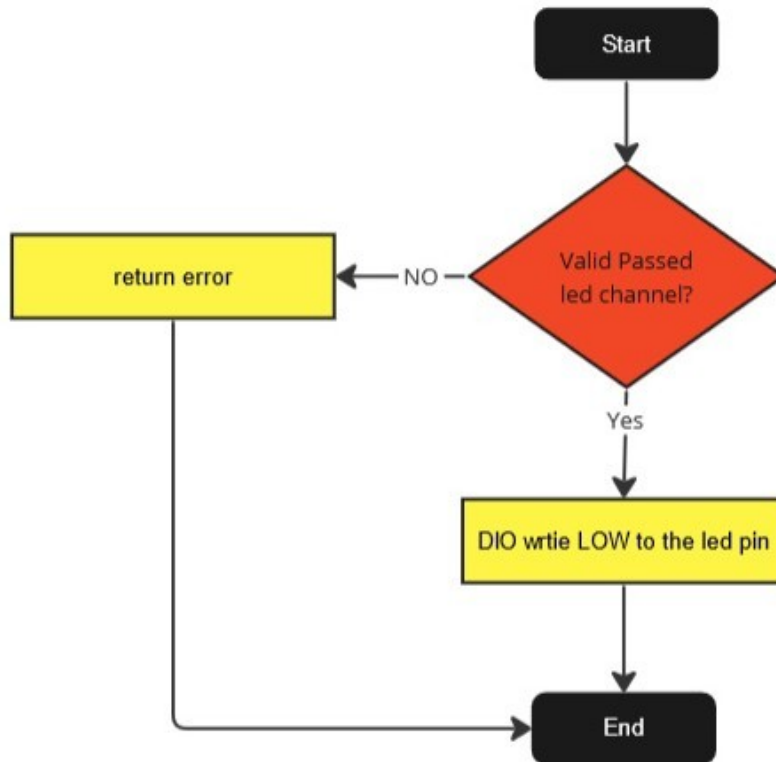 Start
Valid Passed
led channel?
NO
return error
Yes
DIO wrtie LOW to the led pin
End